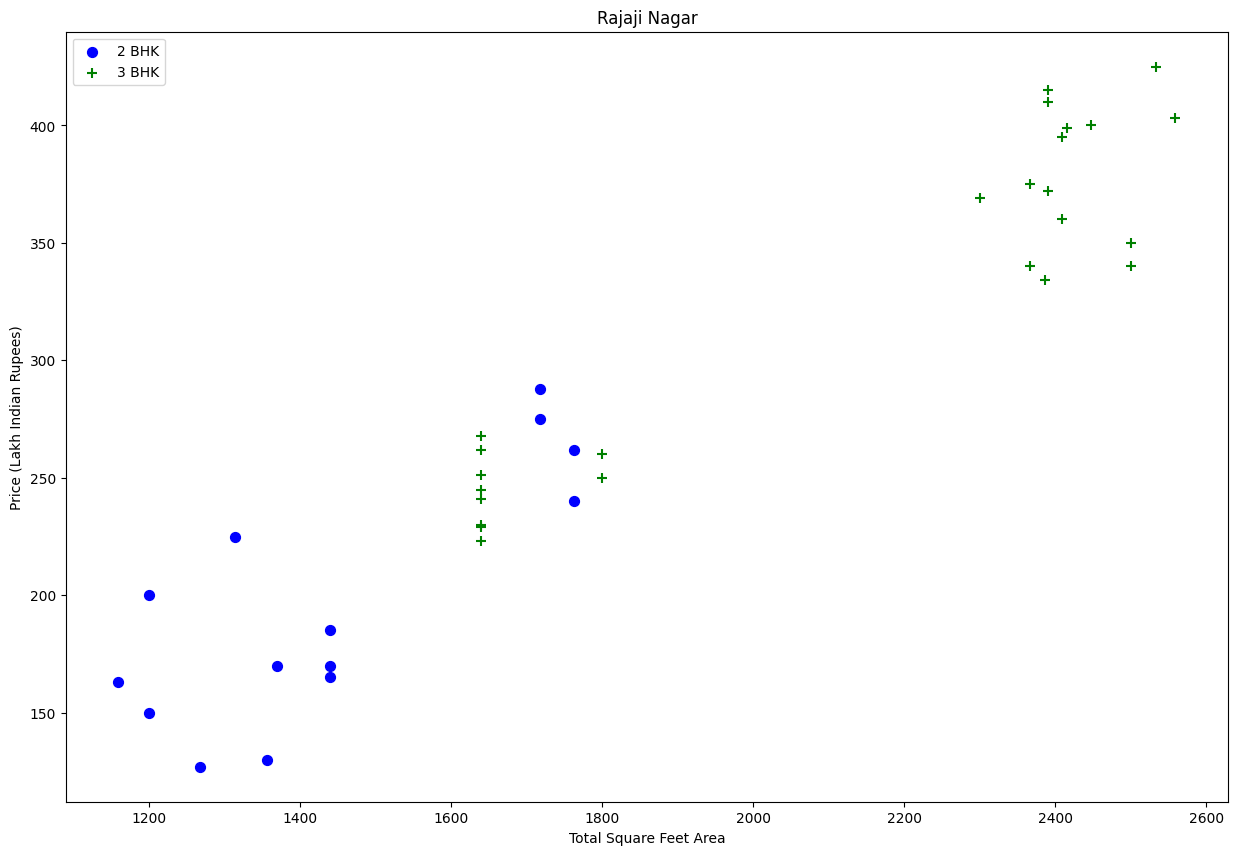 Rajaji Nagar
2 BHK
3 BHK
Price (Lakh Indian Rupees)
400
350
300
250
200
150
1200 1400 1600 1800 2000 2200 2400 2600
Total Square Feet Area